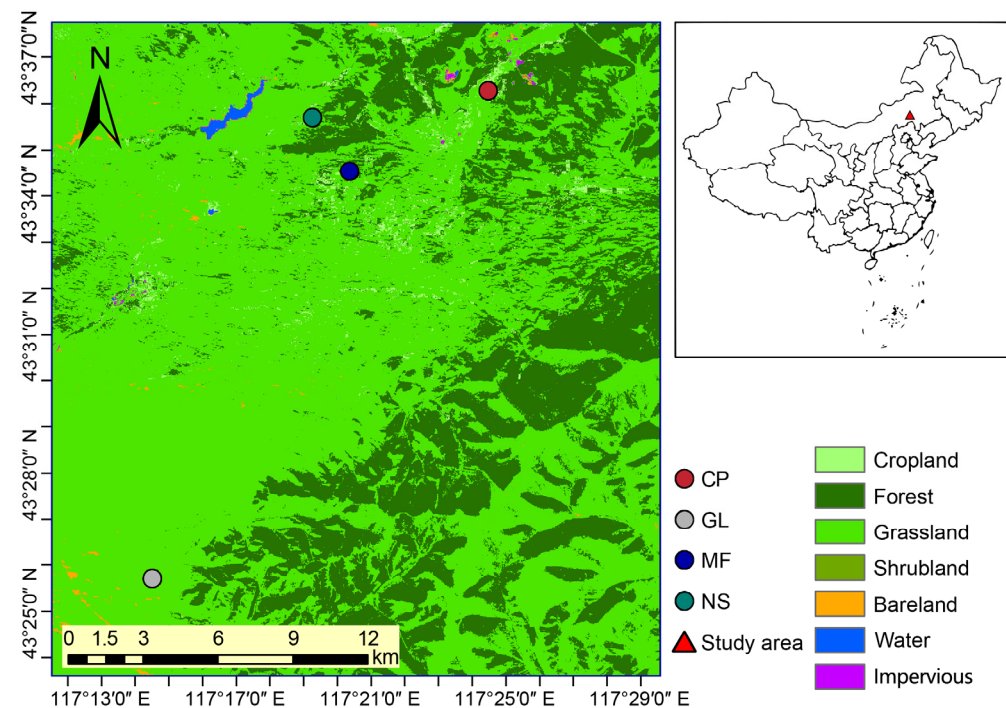 43°37'0" N
43°34'0" N
43°31'0" N
43°28'0" N
43°25'0" N
N
0 1.5 3 6 9 12
km
117°13'0" E 117°17'0" E 117°21'0" E 117°25'0" E 117°29'0" E
CP
GL
MF
NS
Study area
Cropland
Forest
Grassland
Shrubland
Bareland
Water
Impervious